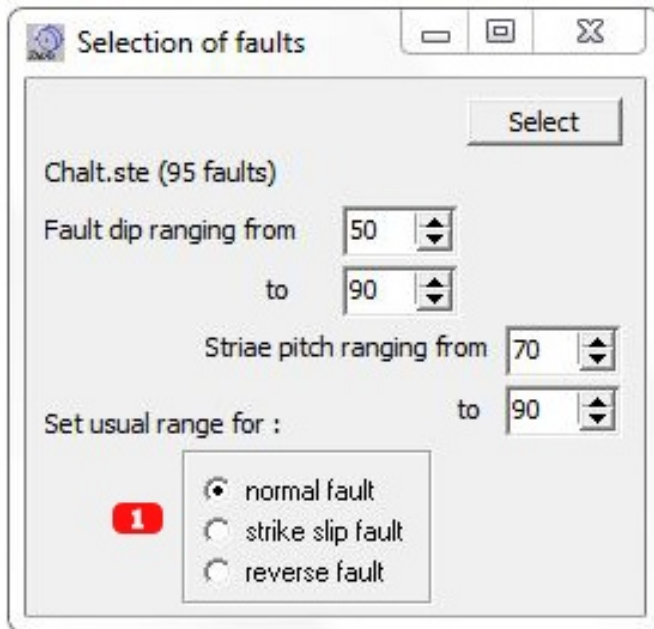 Selection of faults
Select
Chalt.ste (95 faults)
Fault dip ranging from 50
to 90
Striae pitch ranging from 70
to 90
Set usual range for :
1
normal fault
strike slip fault
reverse fault